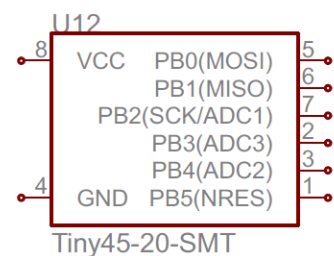 U12
8 VCC PB0(MOSI) 5
PB1(MISO) 6
PB2(SCK/ADC1) 7
PB3(ADC3) 2
PB4(ADC2) 3
4 GND PB5(NRES) 1
Tiny45-20-SMT